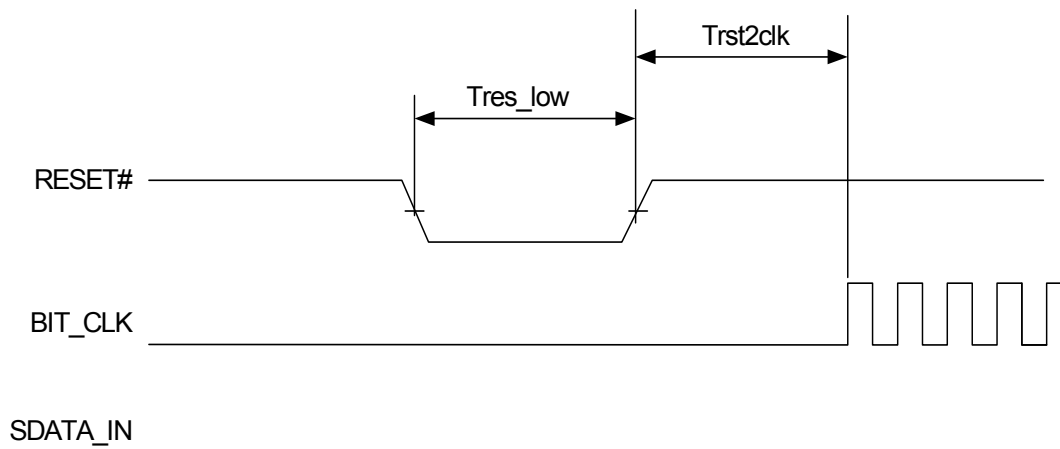 Trst2clk
Tres_low
RESET#
BIT_CLK
SDATA_IN